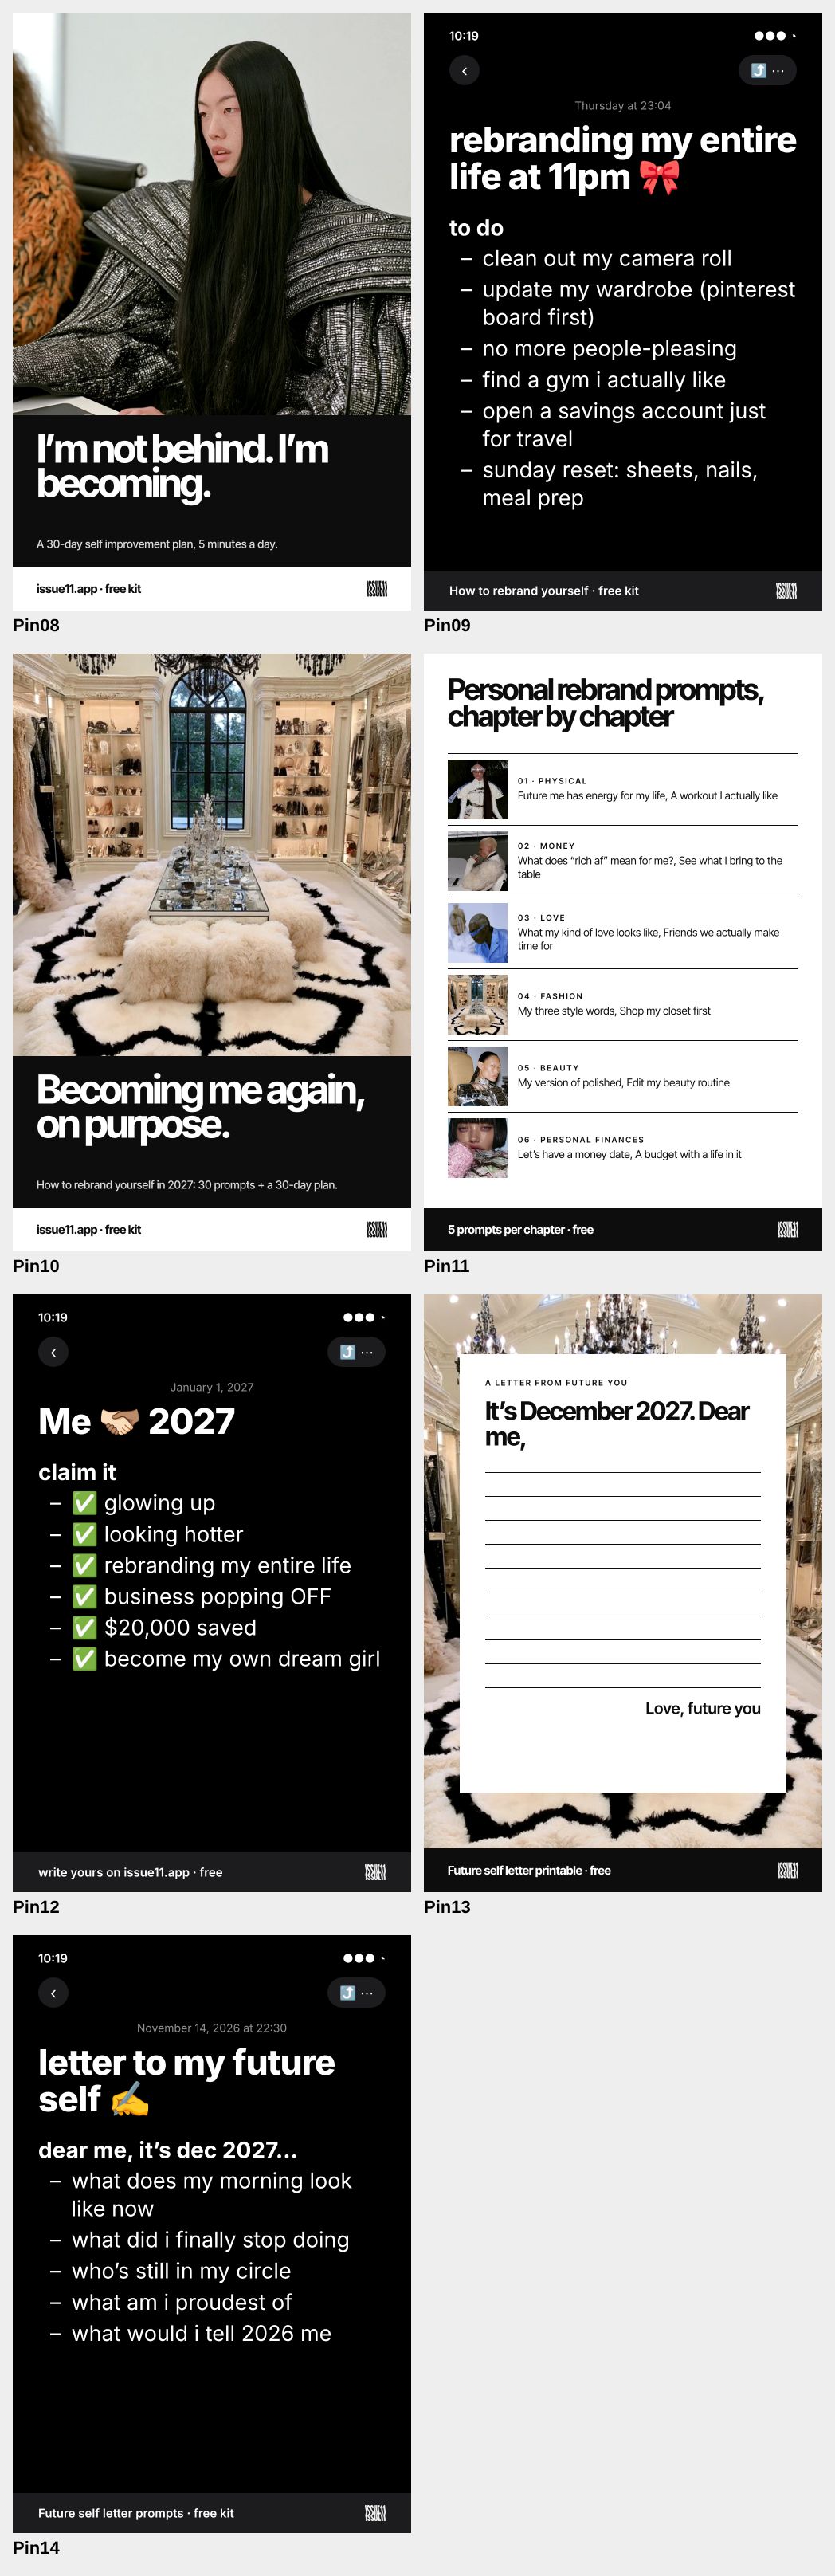 I'm not behind. I'm
becoming.
A 30-day self improvement plan, 5 minutes a day.
issue11.app · free kit
ISSUE11
Pin08
10:19
Thursday at 23:04
rebranding my entire
life at 11pm 🎀
to do
– clean out my camera roll
– update my wardrobe (pinterest
board first)
– no more people-pleasing
– find a gym i actually like
– open a savings account just
for travel
– sunday reset: sheets, nails,
meal prep
How to rebrand yourself · free kit
ISSUE11
Pin09
Becoming me again,
on purpose.
How to rebrand yourself in 2027: 30 prompts + a 30-day plan.
issue11.app · free kit
ISSUE11
Pin10
Personal rebrand prompts,
chapter by chapter
01 · PHYSICAL
Future me has energy for my life, A workout I actually like
02 · MONEY
What does “rich af” mean for me?, See what I bring to the
table
03 · LOVE
What my kind of love looks like, Friends we actually make
time for
04 · FASHION
My three style words, Shop my closet first
05 · BEAUTY
My version of polished, Edit my beauty routine
06 · PERSONAL FINANCES
Let's have a money date, A budget with a life in it
5 prompts per chapter · free
ISSUE11
Pin11
10:19
January 1, 2027
Me 🤝🏼 2027
claim it
– ✅ glowing up
– ✅ looking hotter
– ✅ rebranding my entire life
– ✅ business popping OFF
– ✅ $20,000 saved
– ✅ become my own dream girl
write yours on issue11.app · free
ISSUE11
Pin12
A LETTER FROM FUTURE YOU
It's December 2027. Dear
me,
Love, future you
Future self letter printable · free
ISSUE11
Pin13
10:19
November 14, 2026 at 22:30
letter to my future
self ✍️
dear me, it's dec 2027...
– what does my morning look
like now
– what did i finally stop doing
– who's still in my circle
– what am i proudest of
– what would i tell 2026 me
Future self letter prompts · free kit
ISSUE11
Pin14